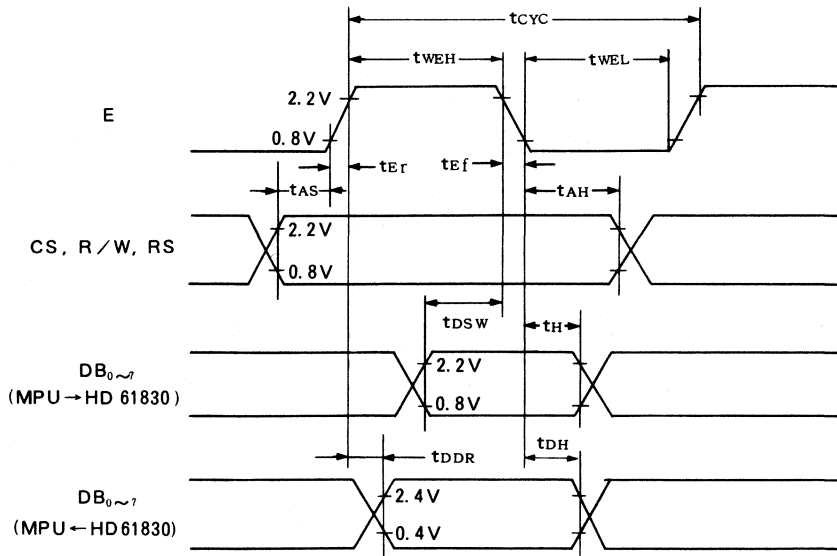 tCYC
tWEH
tWEL
E
2.2V
0.8V
tEr
tEf
tAS
tAH
CS, R/W, RS
2.2V
0.8V
tDSW
tH
DB0~7
(MPU→HD 61830)
2.2V
0.8V
tDDR
tDH
DB0~7
(MPU←HD61830)
2.4V
0.4V